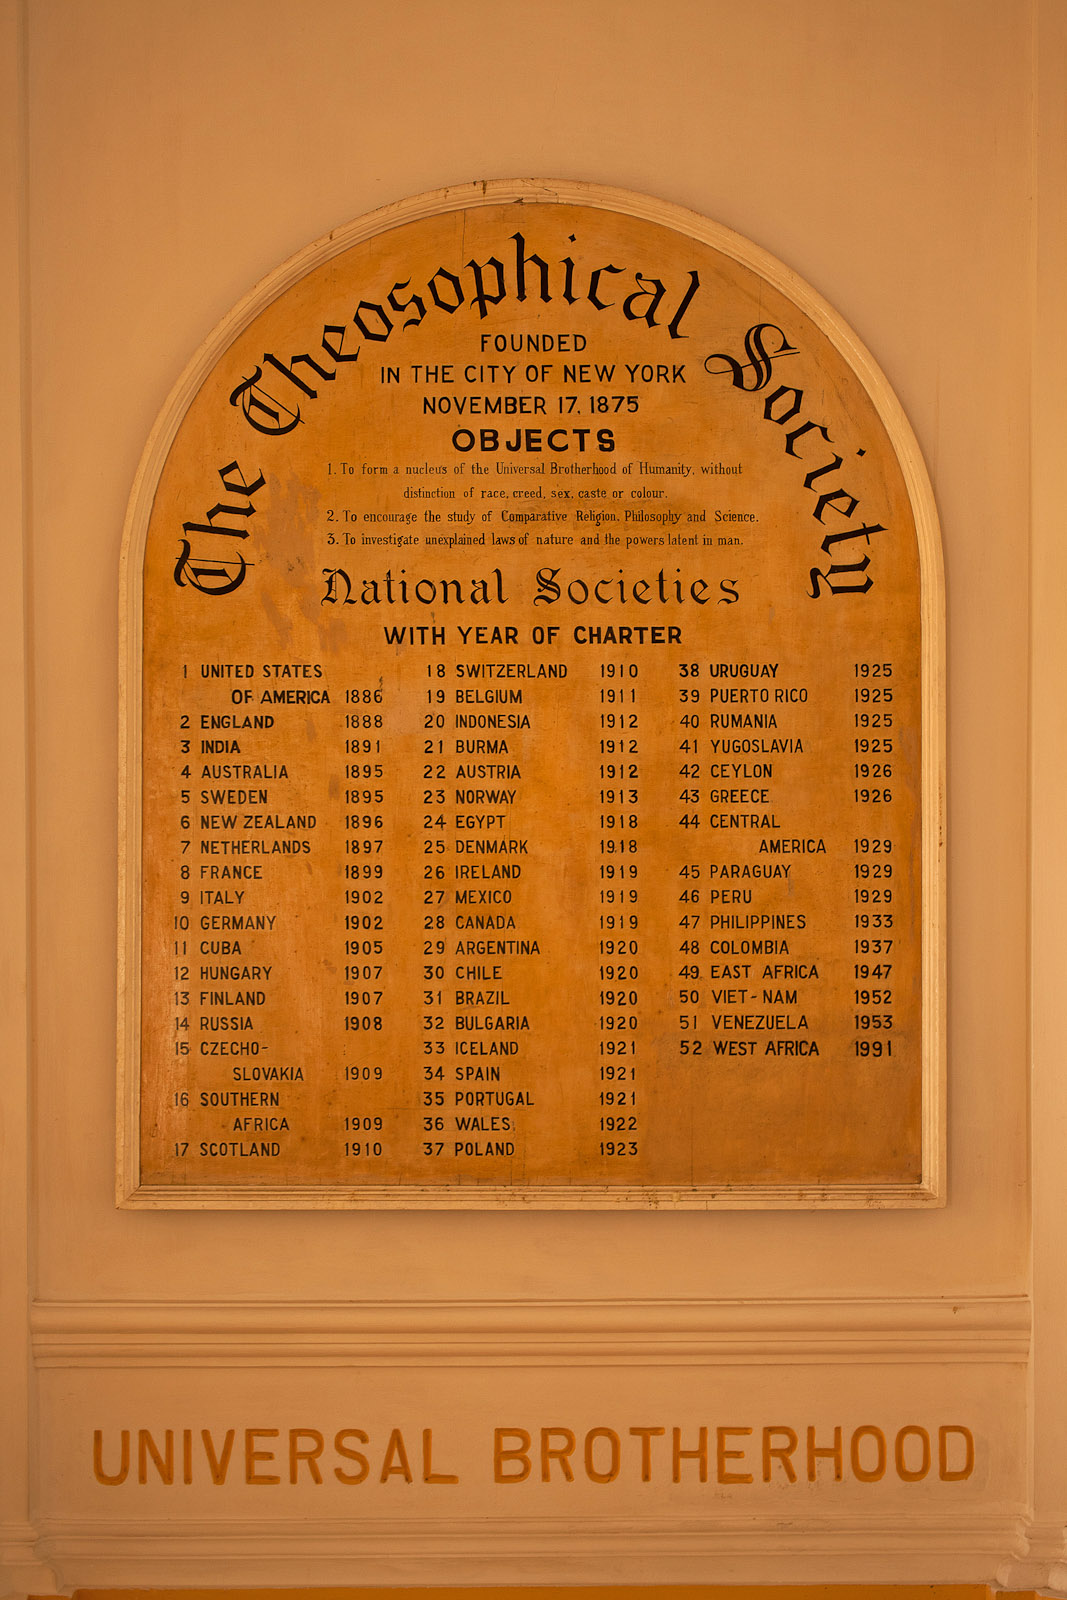 The Theosophical Society
FOUNDED
IN THE CITY OF NEW YORK
NOVEMBER 17, 1875
OBJECTS
1. To form a nucleus of the Universal Brotherhood of Humanity, without
distinction of race, creed, sex, caste or colour.
2. To encourage the study of Comparative Religion, Philosophy and Science.
3. To investigate unexplained laws of nature and the powers latent in man.
National Societies
WITH YEAR OF CHARTER
1 UNITED STATES
OF AMERICA 1886
2 ENGLAND 1888
3 INDIA 1891
4 AUSTRALIA 1895
5 SWEDEN 1895
6 NEW ZEALAND 1896
7 NETHERLANDS 1897
8 FRANCE 1899
9 ITALY 1902
10 GERMANY 1902
11 CUBA 1905
12 HUNGARY 1907
13 FINLAND 1907
14 RUSSIA 1908
15 CZECHO-
SLOVAKIA 1909
16 SOUTHERN
AFRICA 1909
17 SCOTLAND 1910
18 SWITZERLAND 1910
19 BELGIUM 1911
20 INDONESIA 1912
21 BURMA 1912
22 AUSTRIA 1912
23 NORWAY 1913
24 EGYPT 1918
25 DENMARK 1918
26 IRELAND 1919
27 MEXICO 1919
28 CANADA 1919
29 ARGENTINA 1920
30 CHILE 1920
31 BRAZIL 1920
32 BULGARIA 1920
33 ICELAND 1921
34 SPAIN 1921
35 PORTUGAL 1921
36 WALES 1922
37 POLAND 1923
38 URUGUAY 1925
39 PUERTO RICO 1925
40 RUMANIA 1925
41 YUGOSLAVIA 1925
42 CEYLON 1926
43 GREECE 1926
44 CENTRAL
AMERICA 1929
45 PARAGUAY 1929
46 PERU 1929
47 PHILIPPINES 1933
48 COLOMBIA 1937
49 EAST AFRICA 1947
50 VIET-NAM 1952
51 VENEZUELA 1953
52 WEST AFRICA 1991
UNIVERSAL BROTHERHOOD